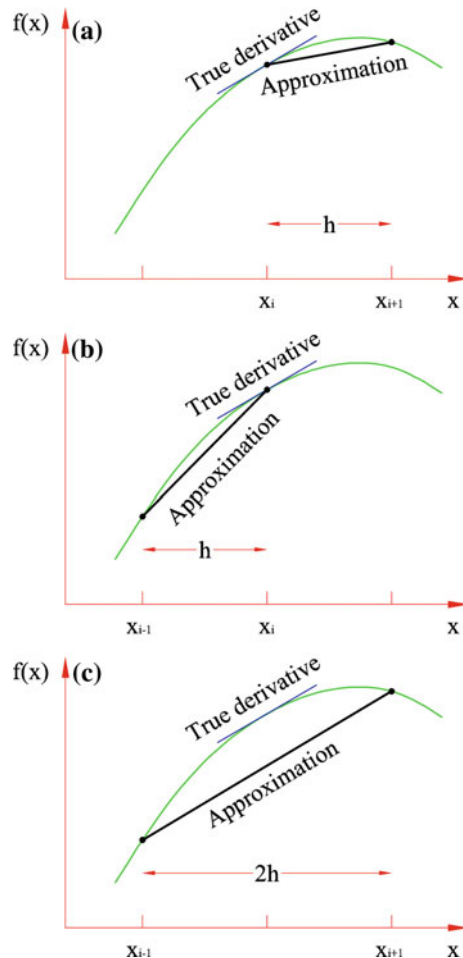 f(x) (a)
True derivative
Approximation
h
xᵢ xᵢ₊₁ x
f(x) (b)
True derivative
Approximation
h
xᵢ₋₁ xᵢ x
f(x) (c)
True derivative
Approximation
2h
xᵢ₋₁ xᵢ₊₁ x